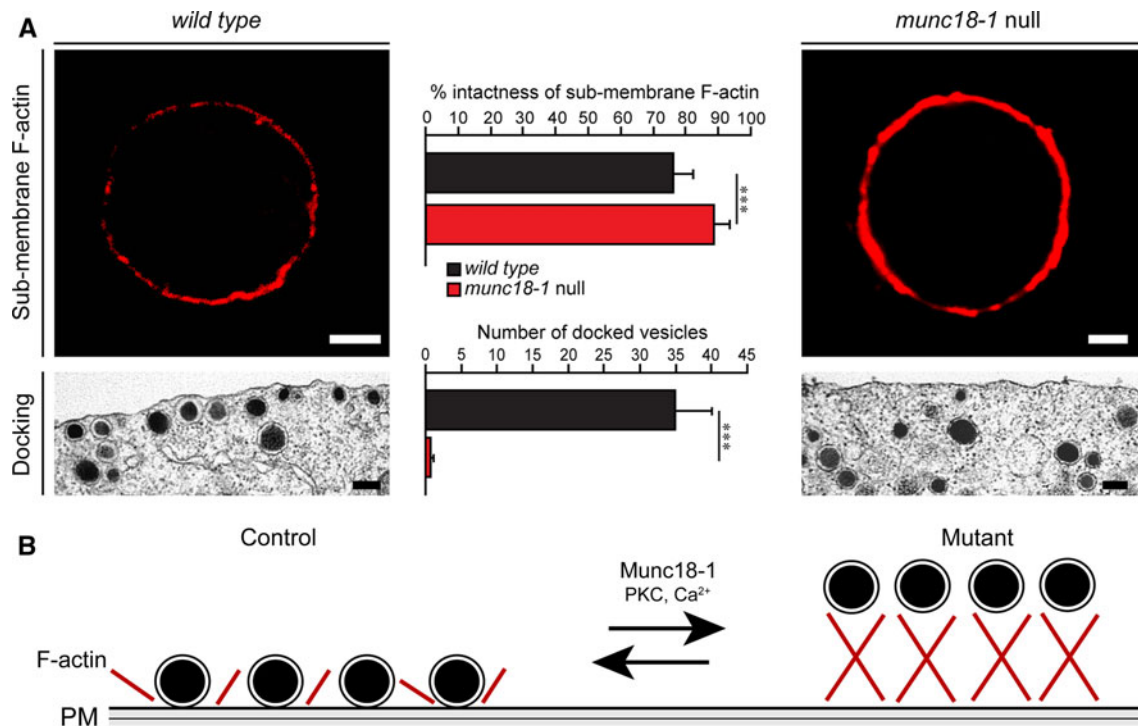 A
wild type
munc18-1 null
Sub-membrane F-actin
% intactness of sub-membrane F-actin
0 10 20 30 40 50 60 70 80 90 100
***
wild type
munc18-1 null
Docking
Number of docked vesicles
0 5 10 15 20 25 30 35 40 45
***
B
Control
Mutant
Munc18-1
PKC, Ca²⁺
F-actin
PM